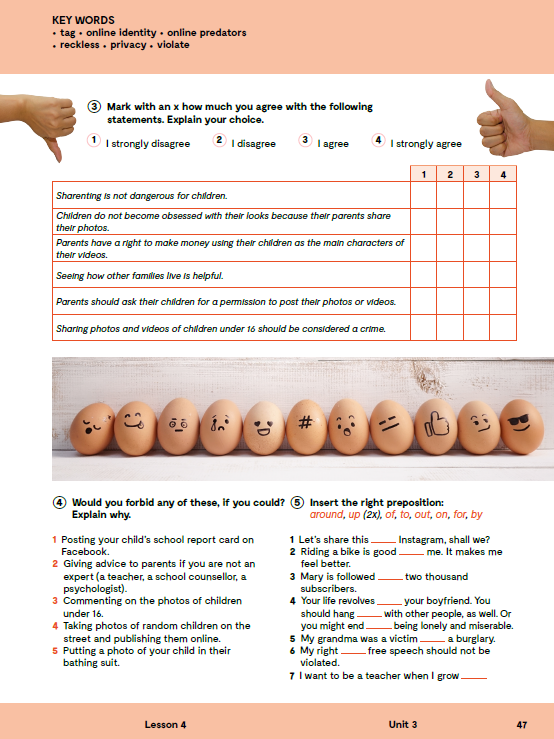 KEY WORDS
• tag • online identity • online predators
• reckless • privacy • violate
3 Mark with an x how much you agree with the following
statements. Explain your choice.
1 I strongly disagree 2 I disagree 3 I agree 4 I strongly agree
1 2 3 4
Sharenting is not dangerous for children.
Children do not become obsessed with their looks because their parents share
their photos.
Parents have a right to make money using their children as the main characters of
their videos.
Seeing how other families live is helpful.
Parents should ask their children for a permission to post their photos or videos.
Sharing photos and videos of children under 16 should be considered a crime.
#
4 Would you forbid any of these, if you could?
Explain why.
1 Posting your child's school report card on
Facebook.
2 Giving advice to parents if you are not an
expert (a teacher, a school counsellor, a
psychologist).
3 Commenting on the photos of children
under 16.
4 Taking photos of random children on the
street and publishing them online.
5 Putting a photo of your child in their
bathing suit.
5 Insert the right preposition:
around, up (2x), of, to, out, on, for, by
1 Let's share this ____ Instagram, shall we?
2 Riding a bike is good ____ me. It makes me
feel better.
3 Mary is followed ____ two thousand
subscribers.
4 Your life revolves ____ your boyfriend. You
should hang ____ with other people, as well. Or
you might end ____ being lonely and miserable.
5 My grandma was a victim ____ a burglary.
6 My right ____ free speech should not be
violated.
7 I want to be a teacher when I grow ____
Lesson 4 Unit 3 47